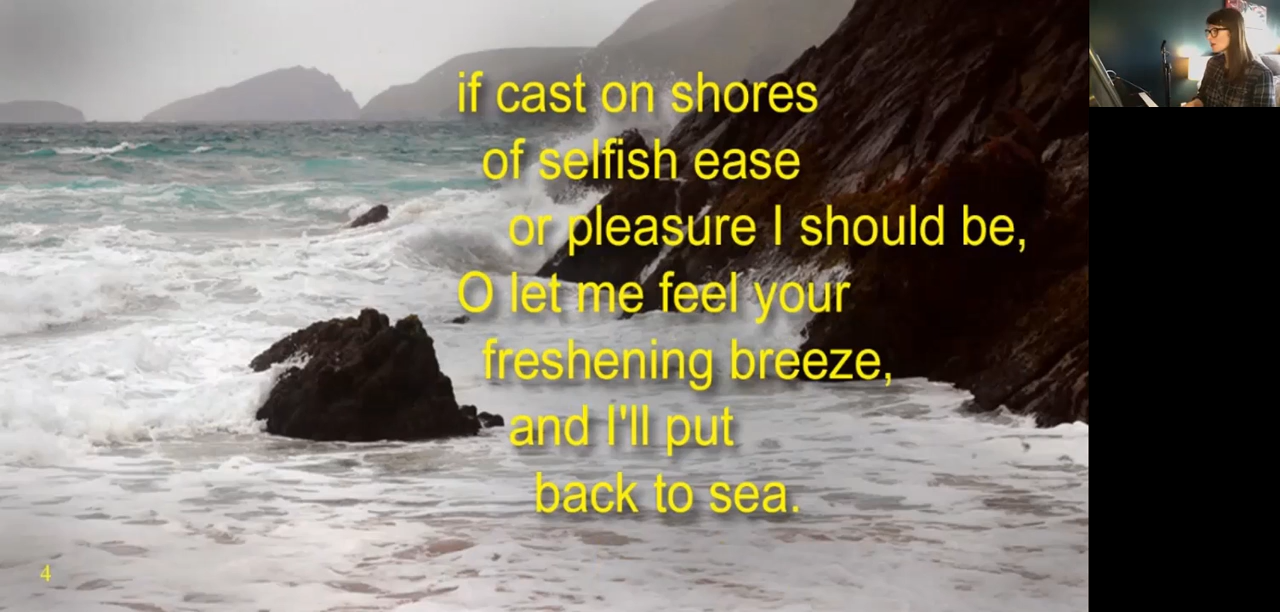 if cast on shores
of selfish ease
or pleasure I should be,
O let me feel your
freshening breeze,
and I'll put
back to sea.
4